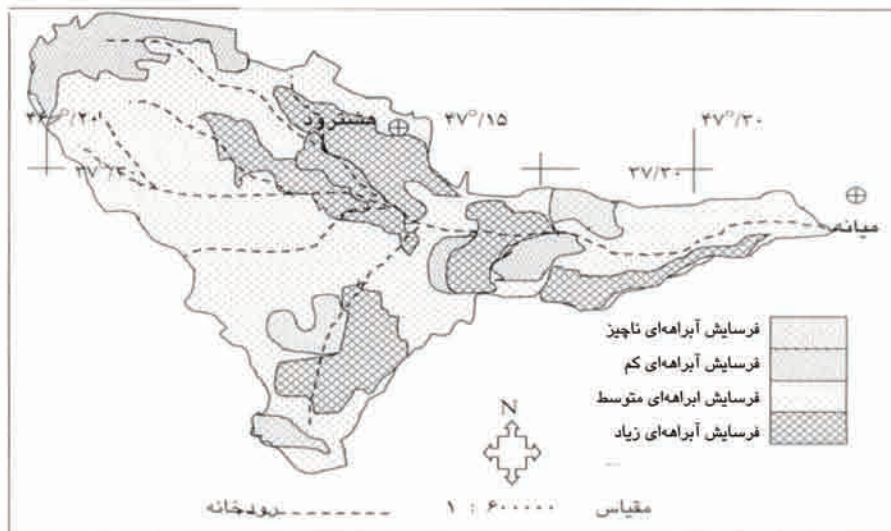 ۴۷°/۳۰
۴۷°/۱۵
هشترود
۳۷/۳۰
میانه
فرسایش آبراهه‌ای ناچیز
فرسایش آبراهه‌ای کم
فرسایش ابراهه‌ای متوسط
فرسایش آبراهه‌ای زیاد
N
مقیاس ۱ : ۶۰۰۰۰۰
رودخانه